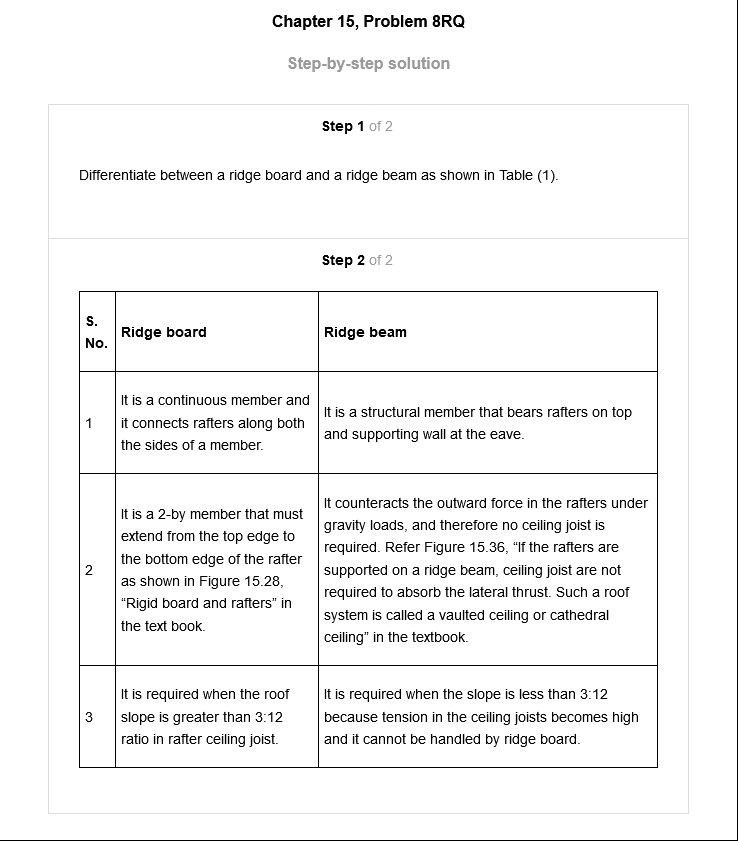 Chapter 15, Problem 8RQ
Step-by-step solution
Step 1 of 2
Differentiate between a ridge board and a ridge beam as shown in Table (1).
Step 2 of 2
S.
No.
Ridge board
Ridge beam
1
It is a continuous member and
it connects rafters along both
the sides of a member.
It is a structural member that bears rafters on top
and supporting wall at the eave.
2
It is a 2-by member that must
extend from the top edge to
the bottom edge of the rafter
as shown in Figure 15.28,
“Rigid board and rafters” in
the text book.
It counteracts the outward force in the rafters under
gravity loads, and therefore no ceiling joist is
required. Refer Figure 15.36, “If the rafters are
supported on a ridge beam, ceiling joist are not
required to absorb the lateral thrust. Such a roof
system is called a vaulted ceiling or cathedral
ceiling” in the textbook.
3
It is required when the roof
slope is greater than 3:12
ratio in rafter ceiling joist.
It is required when the slope is less than 3:12
because tension in the ceiling joists becomes high
and it cannot be handled by ridge board.